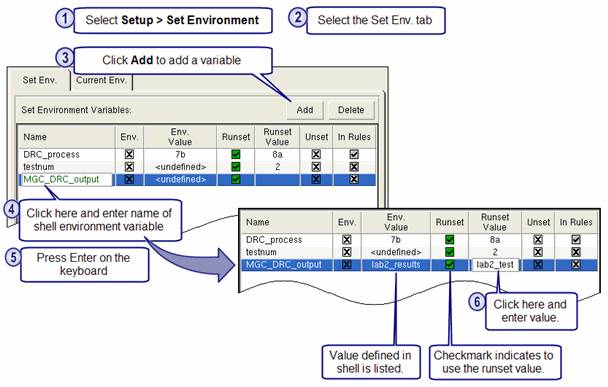 1 Select Setup > Set Environment
2 Select the Set Env. tab
3 Click Add to add a variable
Set Env. Current Env.
Set Environment Variables: Add Delete
Name Env. Env. Value Runset Runset Value Unset In Rules
DRC_process 7b 8a
testnum <undefined> 2
MGC_DRC_output <undefined>
4 Click here and enter name of
shell environment variable
5 Press Enter on the
keyboard
Name Env. Env. Value Runset Runset Value Unset In Rules
DRC_process 7b 8a
testnum <undefined> 2
MGC_DRC_output lab2_results lab2_test
6 Click here and
enter value.
Value defined in
shell is listed.
Checkmark indicates to
use the runset value.